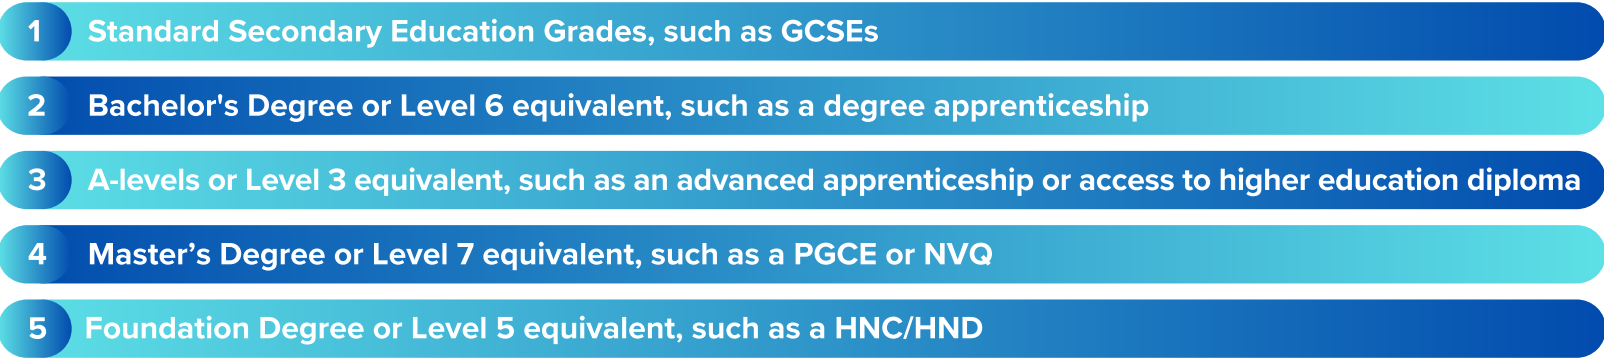 1 Standard Secondary Education Grades, such as GCSEs
2 Bachelor's Degree or Level 6 equivalent, such as a degree apprenticeship
3 A-levels or Level 3 equivalent, such as an advanced apprenticeship or access to higher education diploma
4 Master’s Degree or Level 7 equivalent, such as a PGCE or NVQ
5 Foundation Degree or Level 5 equivalent, such as a HNC/HND